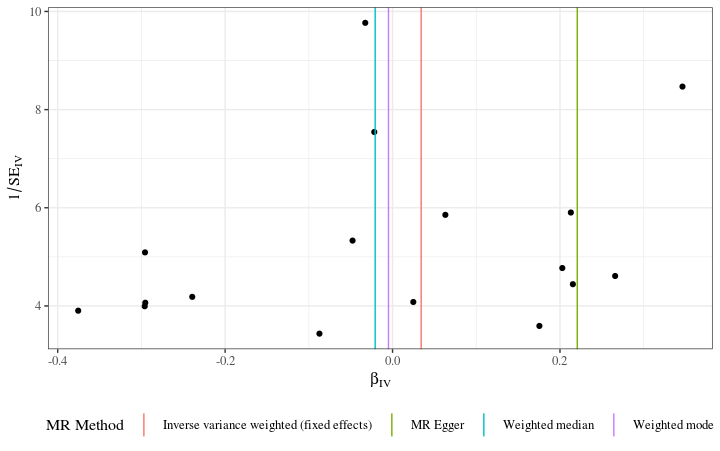 10
8
6
4
1/SE_IV
-0.4 -0.2 0.0 0.2
β_IV
MR Method Inverse variance weighted (fixed effects) MR Egger Weighted median Weighted mode